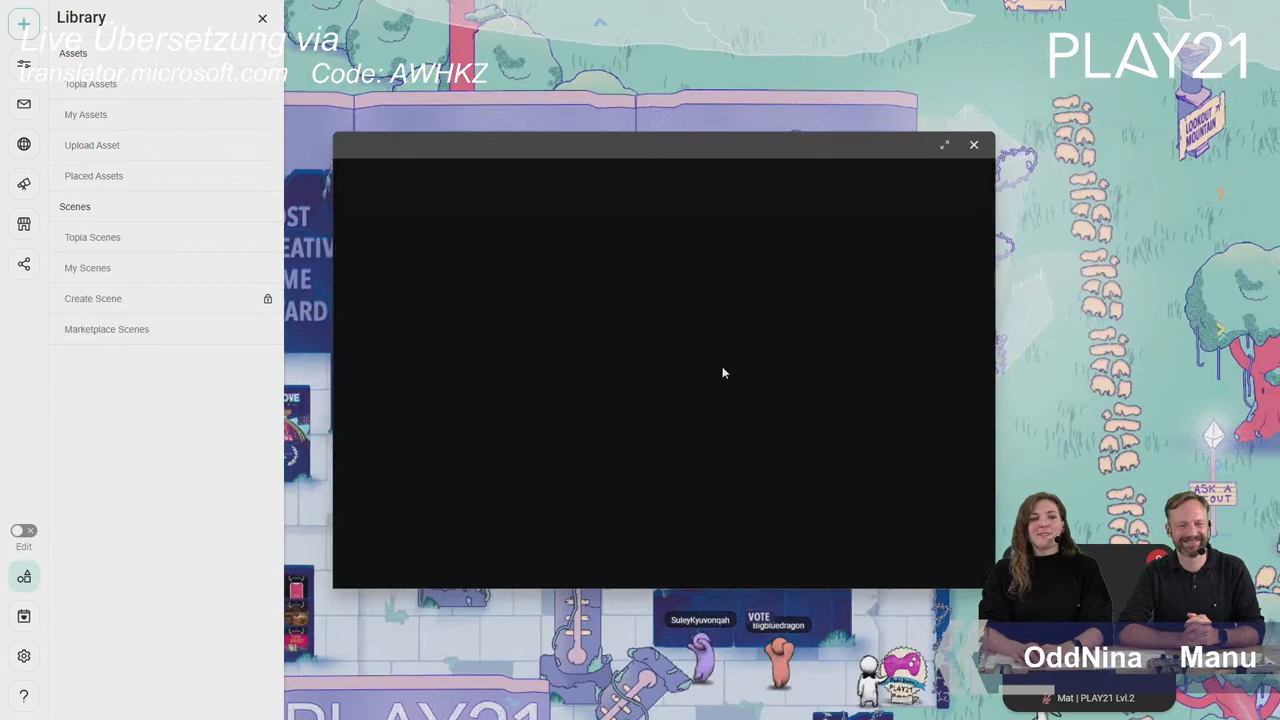 Library
Live Übersetzung via
translator.microsoft.com Code: AWHKZ
PLAY21
Assets
Topia Assets
My Assets
Upload Asset
Placed Assets
Scenes
Topia Scenes
My Scenes
Create Scene
Marketplace Scenes
Edit
LOOKOUT
MOUNTAIN
ASK A
VOTE
SuleyKyuvonqah
Bigbluedragon
PLAY21
OddNina
Manu
Mat | PLAY21 Lvl.2
PLAY21